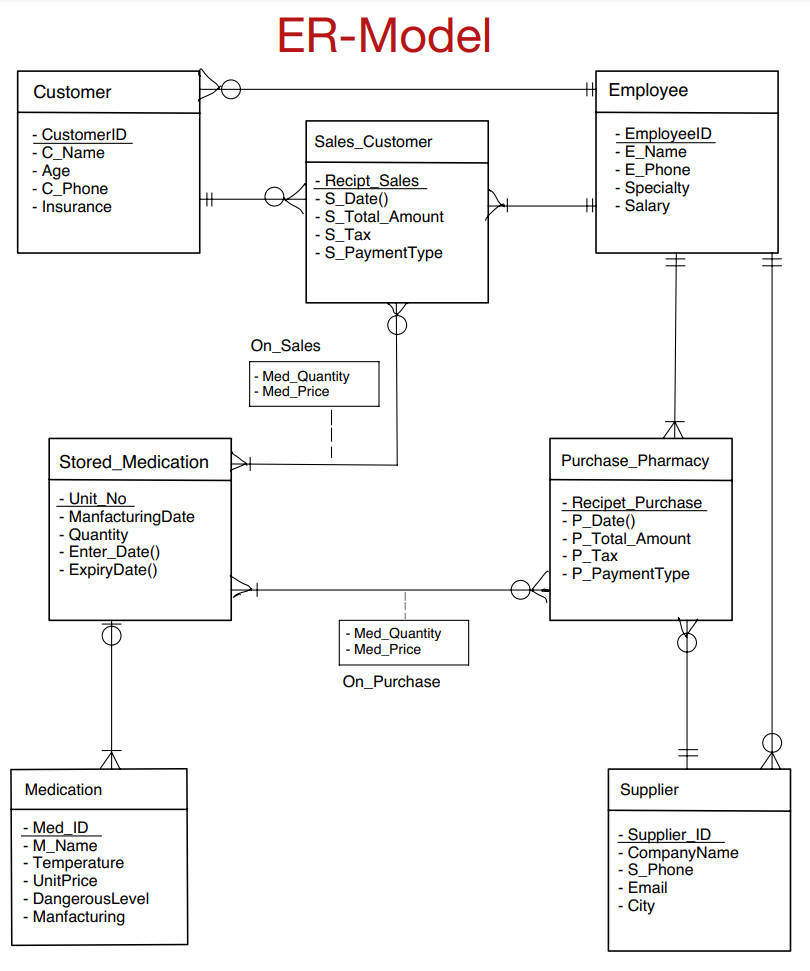 ER-Model
Customer
- CustomerID
- C_Name
- Age
- C_Phone
- Insurance
Employee
- EmployeeID
- E_Name
- E_Phone
- Specialty
- Salary
Sales_Customer
- Recipt_Sales
- S_Date()
- S_Total_Amount
- S_Tax
- S_PaymentType
On_Sales
- Med_Quantity
- Med_Price
Stored_Medication
- Unit_No
- ManfacturingDate
- Quantity
- Enter_Date()
- ExpiryDate()
Purchase_Pharmacy
- Recipet_Purchase
- P_Date()
- P_Total_Amount
- P_Tax
- P_PaymentType
- Med_Quantity
- Med_Price
On_Purchase
Medication
- Med_ID
- M_Name
- Temperature
- UnitPrice
- DangerousLevel
- Manfacturing
Supplier
- Supplier_ID
- CompanyName
- S_Phone
- Email
- City